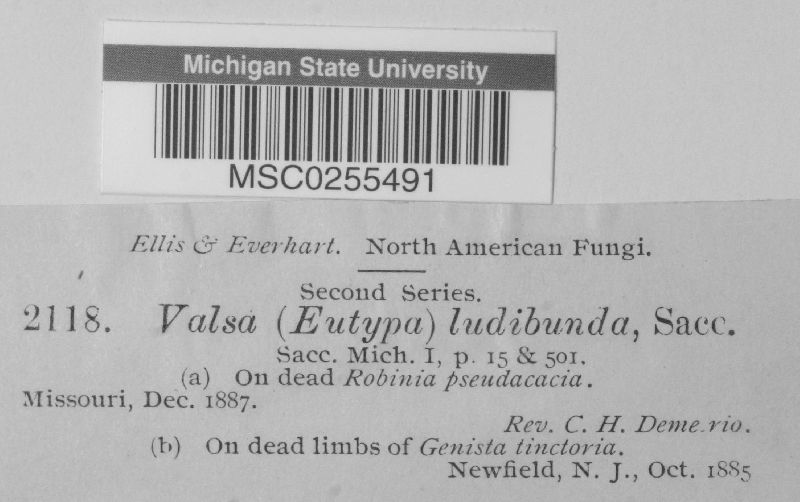 Michigan State University
MSC0255491
Ellis & Everhart. North American Fungi.
Second Series.
2118. Valsa (Eutypa) ludibunda, Sacc.
Sacc. Mich. I, p. 15 & 501.
(a) On dead Robinia pseudacacia.
Missouri, Dec. 1887.
Rev. C. H. Deme.rio.
(b) On dead limbs of Genista tinctoria.
Newfield, N. J., Oct. 1885